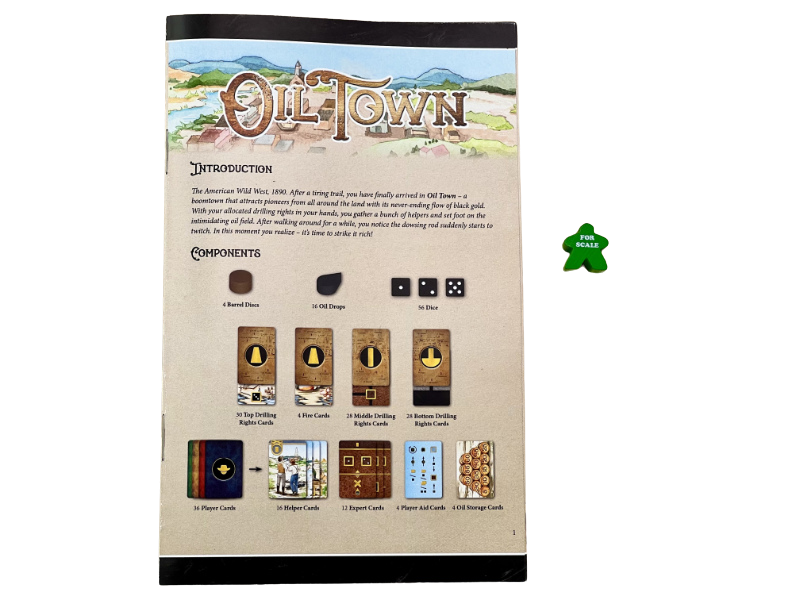 Oil Town
Introduction
The American Wild West, 1890. After a tiring trail, you have finally arrived in Oil Town – a
boomtown that attracts pioneers from all around the land with its never-ending flow of black gold.
With your allocated drilling rights in your hands, you gather a bunch of helpers and set foot on the
intimidating oil field. After walking around for a while, you notice the dowsing rod suddenly starts to
twitch. In this moment you realize – it's time to strike it rich!
FOR
SCALE
Components
4 Barrel Discs
16 Oil Drops
56 Dice
30 Top Drilling
Rights Cards
4 Fire Cards
28 Middle Drilling
Rights Cards
28 Bottom Drilling
Rights Cards
36 Player Cards
16 Helper Cards
12 Expert Cards
4 Player Aid Cards
4 Oil Storage Cards
1